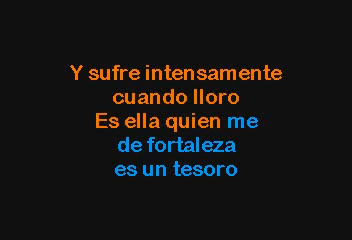 Y sufre intensamente
cuando lloro
Es ella quien me
de fortaleza
es un tesoro